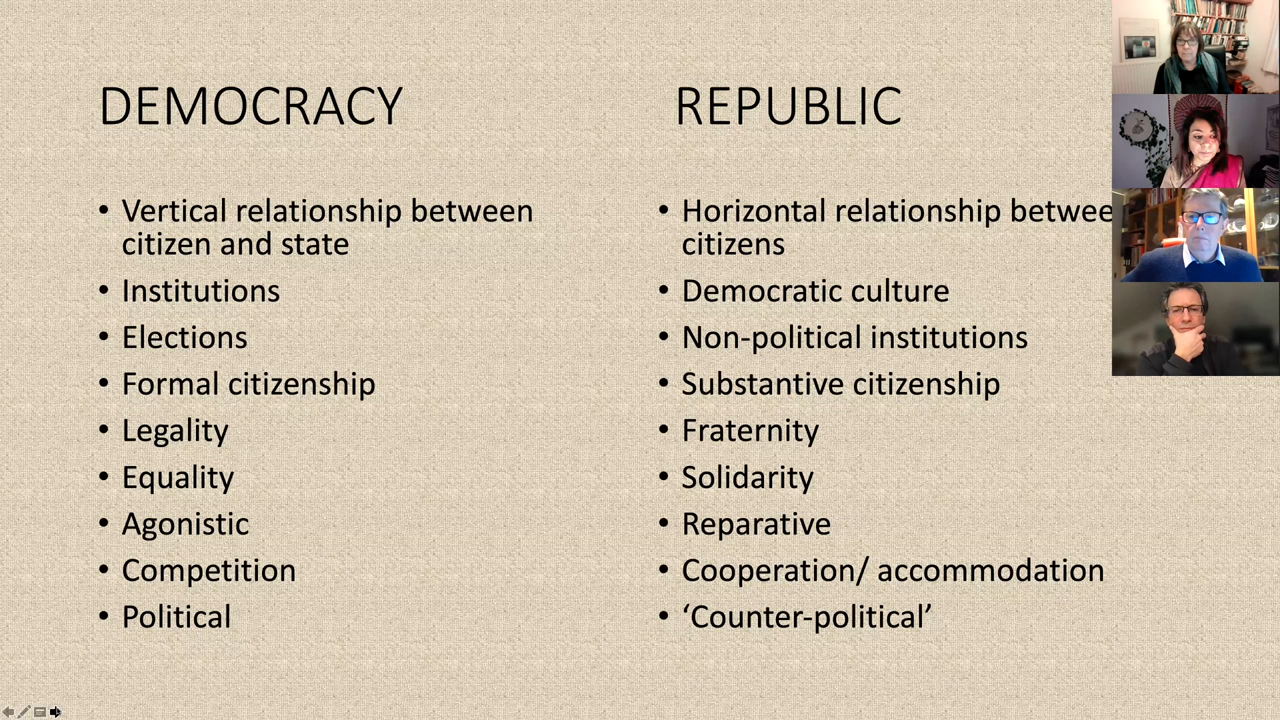 DEMOCRACY
• Vertical relationship between
citizen and state
• Institutions
• Elections
• Formal citizenship
• Legality
• Equality
• Agonistic
• Competition
• Political
REPUBLIC
• Horizontal relationship betwee
citizens
• Democratic culture
• Non-political institutions
• Substantive citizenship
• Fraternity
• Solidarity
• Reparative
• Cooperation/ accommodation
• ‘Counter-political’